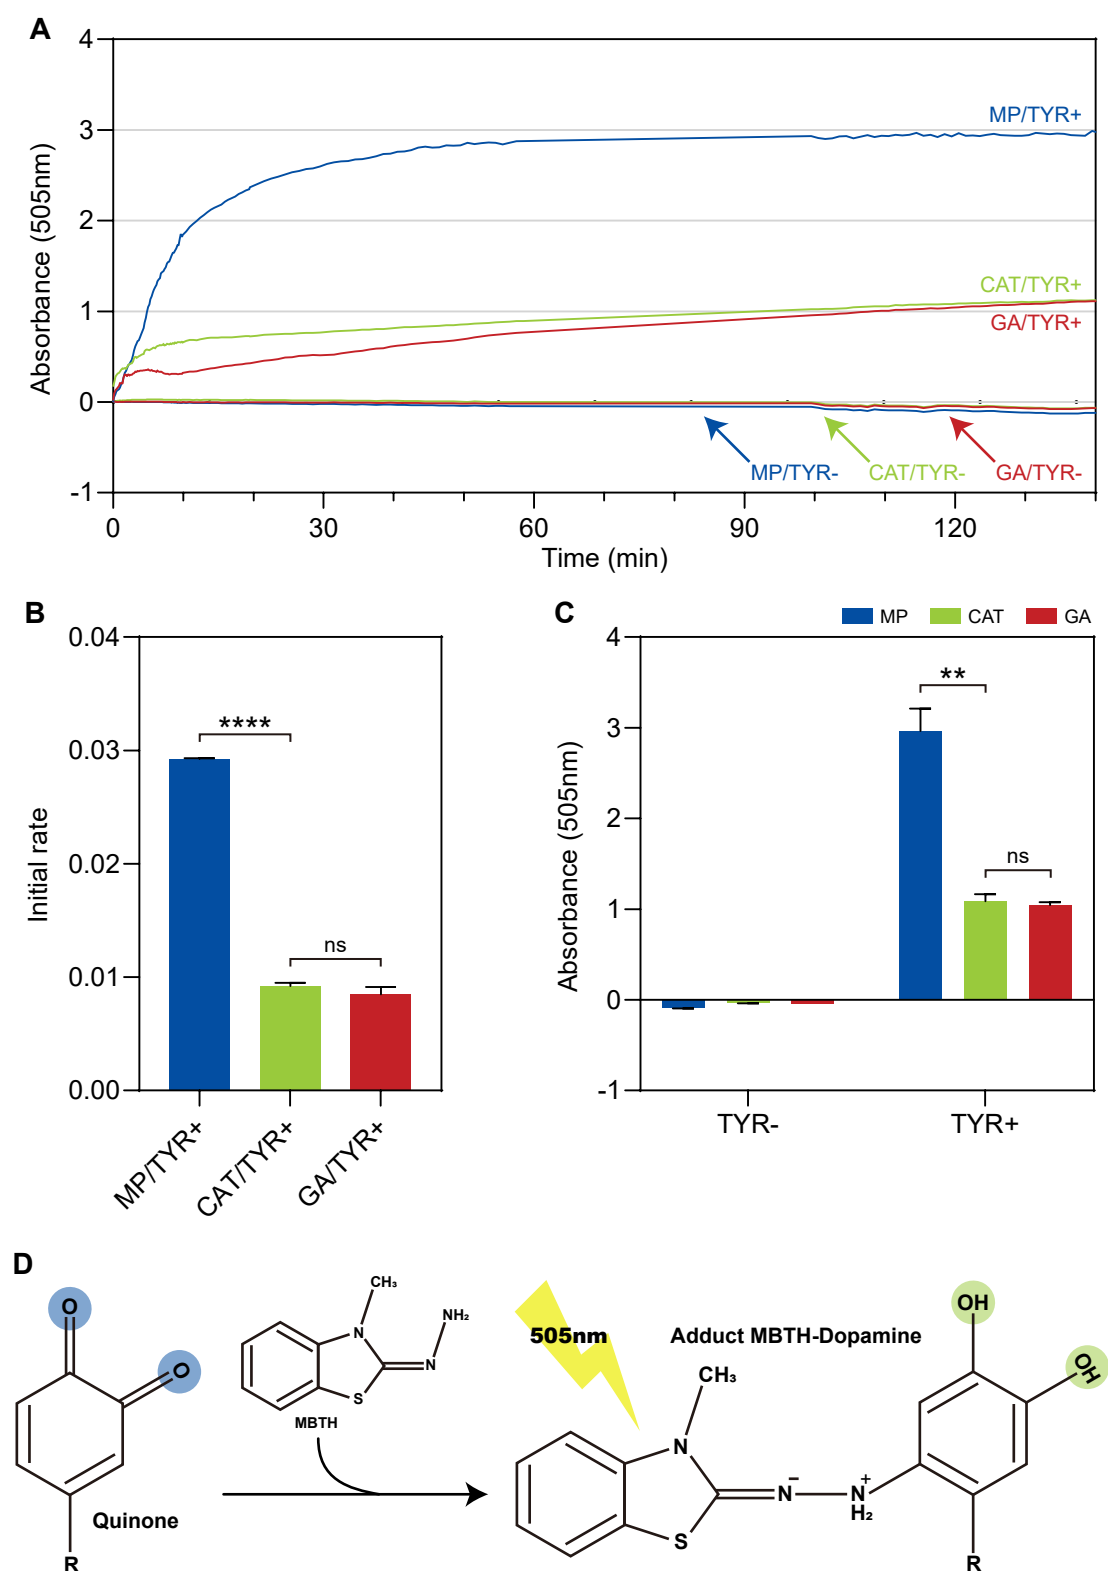 A
4
3
2
1
0
-1
Absorbance (505nm)
MP/TYR+
CAT/TYR+
GA/TYR+
MP/TYR-
CAT/TYR-
GA/TYR-
0
30
60
90
120
Time (min)
B
0.04
0.03
0.02
0.01
0.00
Initial rate
****
ns
MP/TYR+
CAT/TYR+
GA/TYR+
C
MP
CAT
GA
4
3
2
1
0
-1
Absorbance (505nm)
**
ns
TYR-
TYR+
D
O
O
R
Quinone
CH₃
N
S
N
NH₂
MBTH
505nm
Adduct MBTH-Dopamine
CH₃
N
S
N⁻
N⁺
H₂
OH
OH
R